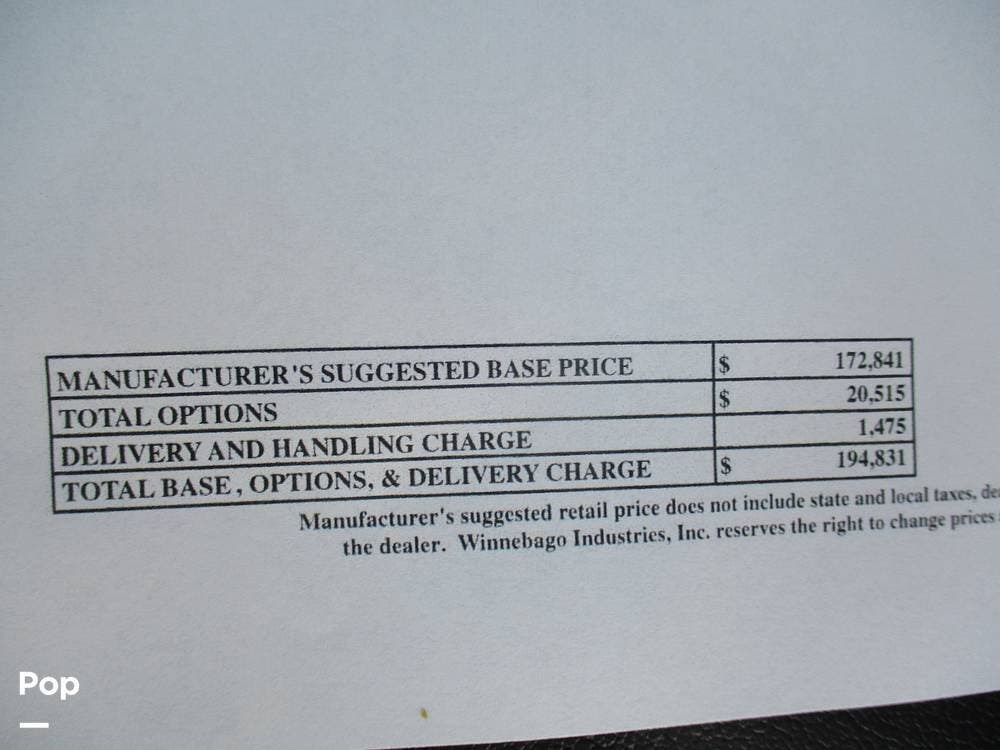 MANUFACTURER'S SUGGESTED BASE PRICE $ 172,841
TOTAL OPTIONS $ 20,515
DELIVERY AND HANDLING CHARGE 1,475
TOTAL BASE, OPTIONS, & DELIVERY CHARGE $ 194,831
Manufacturer's suggested retail price does not include state and local taxes,
the dealer. Winnebago Industries, Inc. reserves the right to change prices
Pop